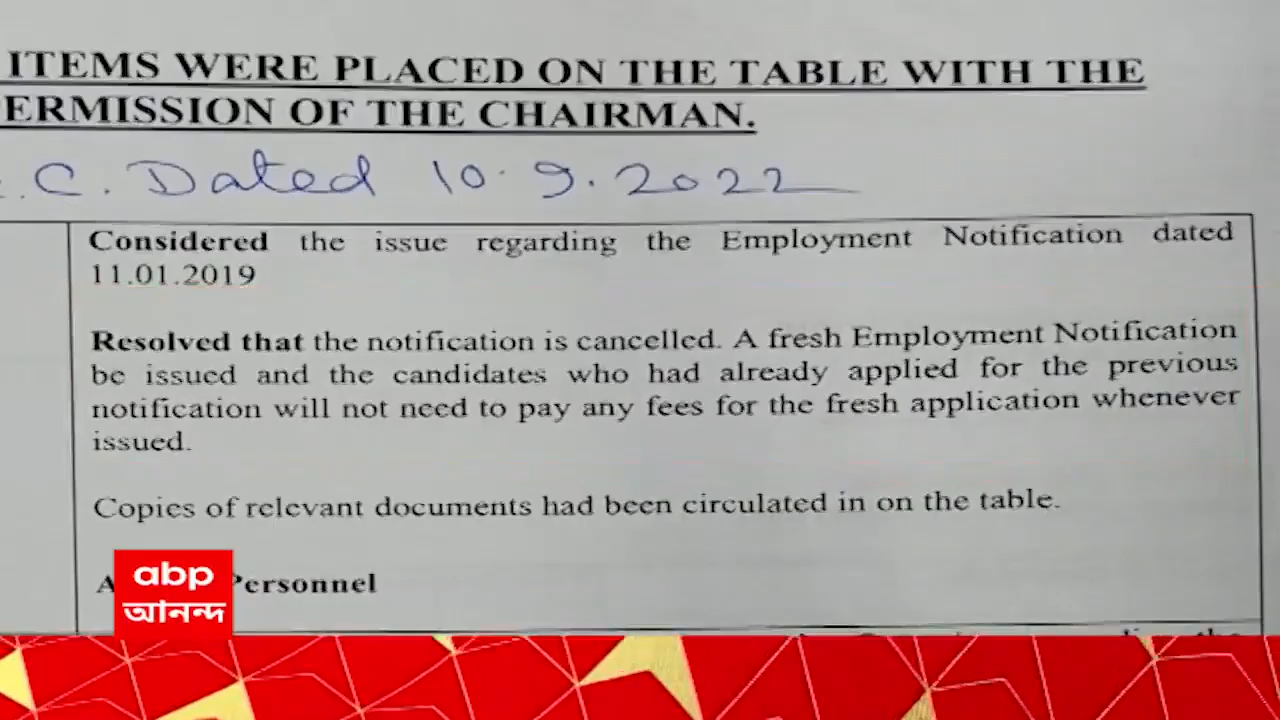 ITEMS WERE PLACED ON THE TABLE WITH THE
ERMISSION OF THE CHAIRMAN.
. C. Dated 10.9.2022
Considered the issue regarding the Employment Notification dated
11.01.2019
Resolved that the notification is cancelled. A fresh Employment Notification
be issued and the candidates who had already applied for the previous
notification will not need to pay any fees for the fresh application whenever
issued.
Copies of relevant documents had been circulated in on the table.
Personnel
abp
আনন্দ